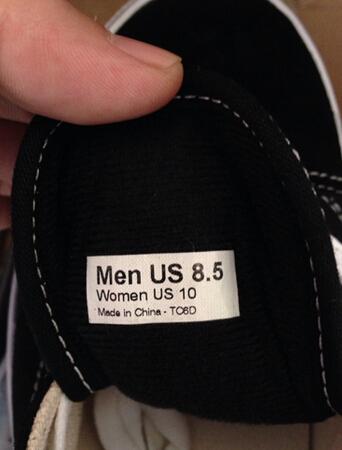 Men US 8.5
Women US 10
Made in China - TC6D